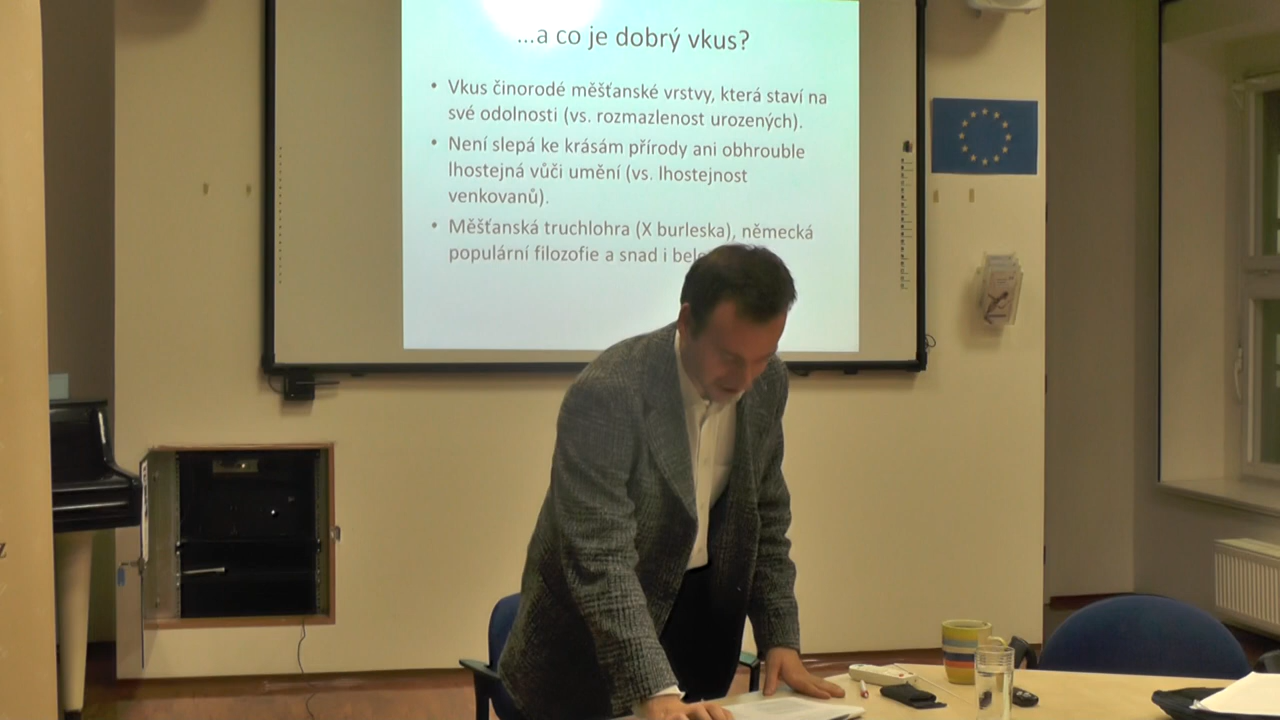 ...a co je dobrý vkus?
• Vkus činorodé měšťanské vrstvy, která staví na
své odolnosti (vs. rozmazlenost urozených).
• Není slepá ke krásám přírody ani obhrouble
lhostejná vůči umění (vs. lhostejnost
venkovanů).
• Měšťanská truchlohra (X burleska), německá
populární filozofie a snad i